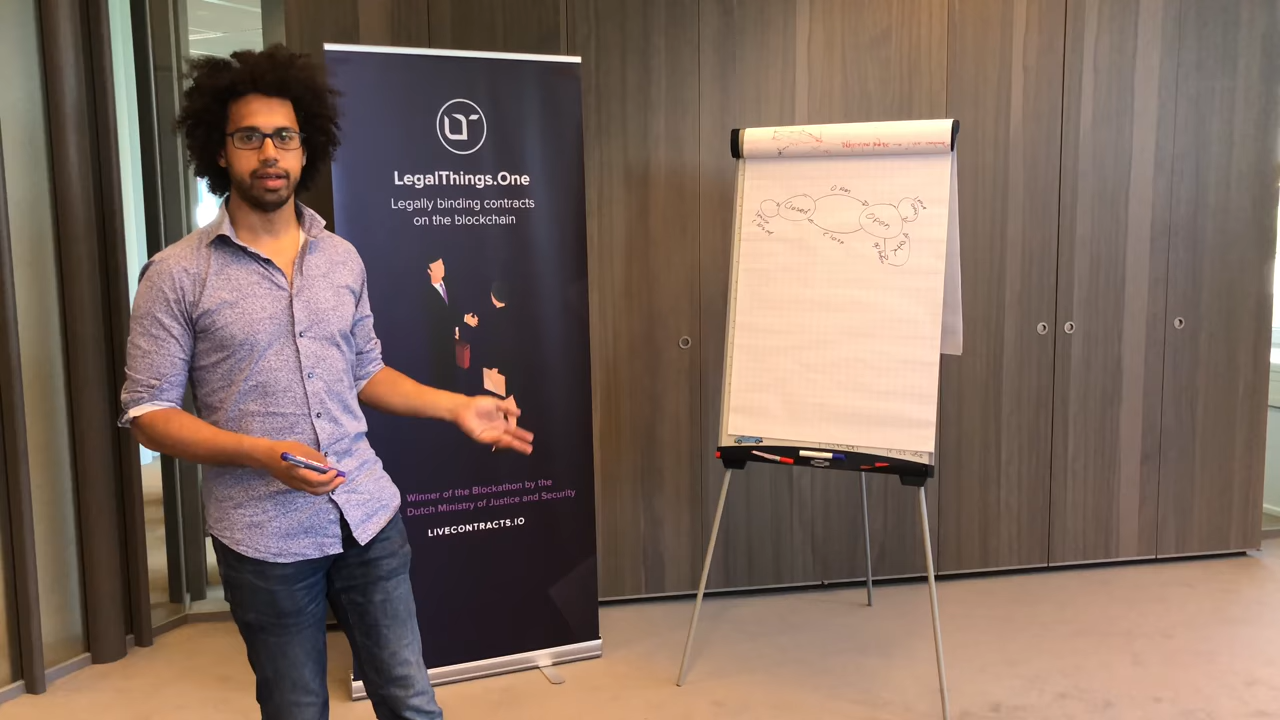 LegalThings.One
Legally binding contracts
on the blockchain
Winner of the Blockathon by the
Dutch Ministry of Justice and Security
LIVECONTRACTS.IO
Open
Closed
Open
Close